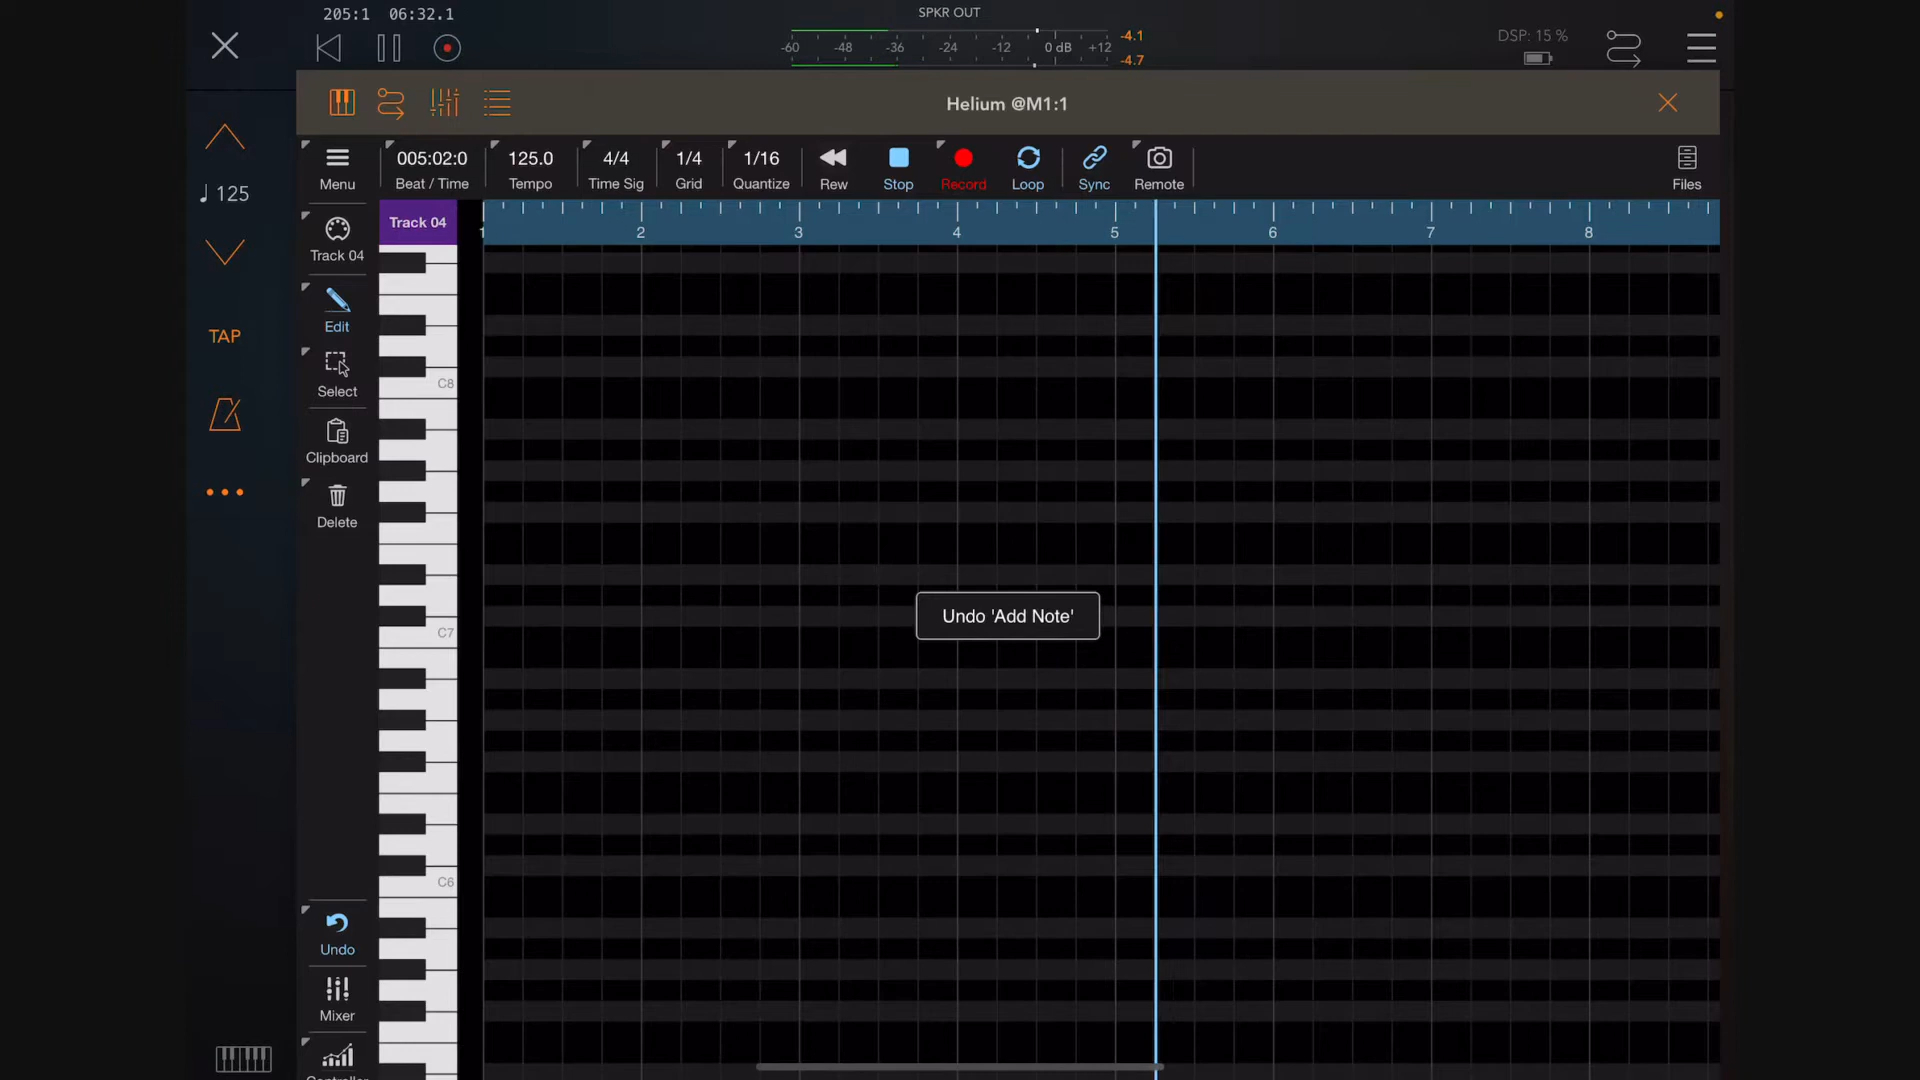 205:1 06:32.1
SPKR OUT
-60 -48 -36 -24 -12 0 dB +12
-4.1
-4.7
DSP: 15 %
Helium @M1:1
125
TAP
Menu
005:02:0
Beat / Time
125.0
Tempo
4/4
Time Sig
1/4
Grid
1/16
Quantize
Rew
Stop
Record
Loop
Sync
Remote
Files
Track 04
1 2 3 4 5 6 7 8
Track 04
Edit
Select
Clipboard
Delete
C8
C7
C6
Undo 'Add Note'
Undo
Mixer
Controller